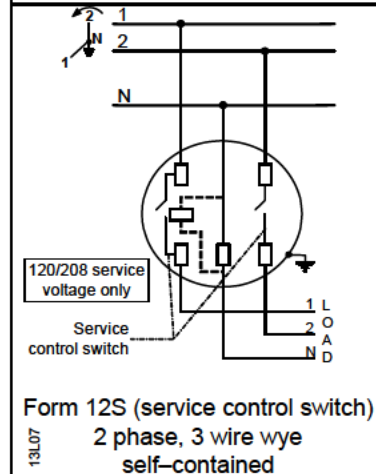 2
N
1
1
2
N
120/208 service
voltage only
Service
control switch
1 L
O
2 A
N D
Form 12S (service control switch)
2 phase, 3 wire wye
self–contained
13L07